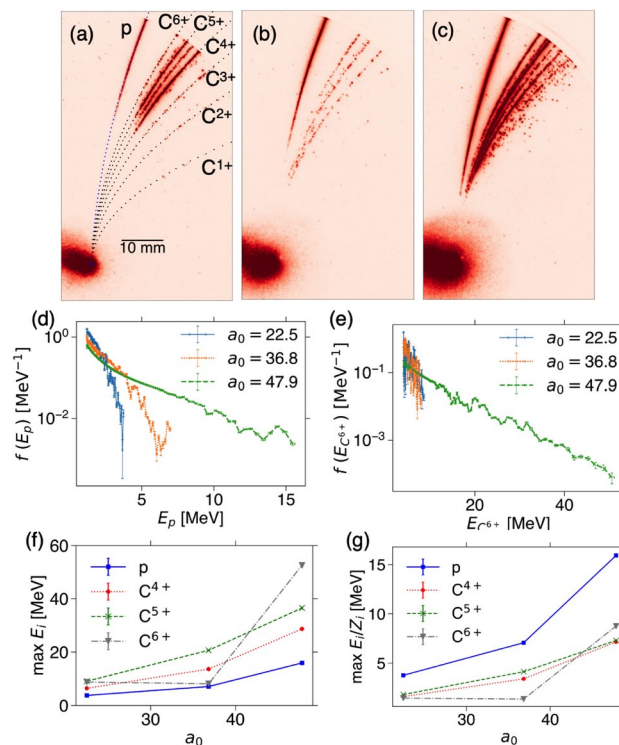 (a)
p
C⁶⁺
C⁵⁺
C⁴⁺
C³⁺
C²⁺
C¹⁺
10 mm
(b)
(c)
(d)
f (Eₚ) [MeV⁻¹]
10⁰
10⁻²
a₀ = 22.5
a₀ = 36.8
a₀ = 47.9
5 10 15
Eₚ [MeV]
(e)
f (E_C⁶⁺) [MeV⁻¹]
10⁻¹
10⁻⁴
a₀ = 22.5
a₀ = 36.8
a₀ = 47.9
20 40
E_C⁶⁺ [MeV]
(f)
max Eᵢ [MeV]
60
40
20
0
p
C⁴⁺
C⁵⁺
C⁶⁺
30 40
a₀
(g)
max Eᵢ/Zᵢ [MeV]
15
10
5
p
C⁴⁺
C⁵⁺
C⁶⁺
30 40
a₀